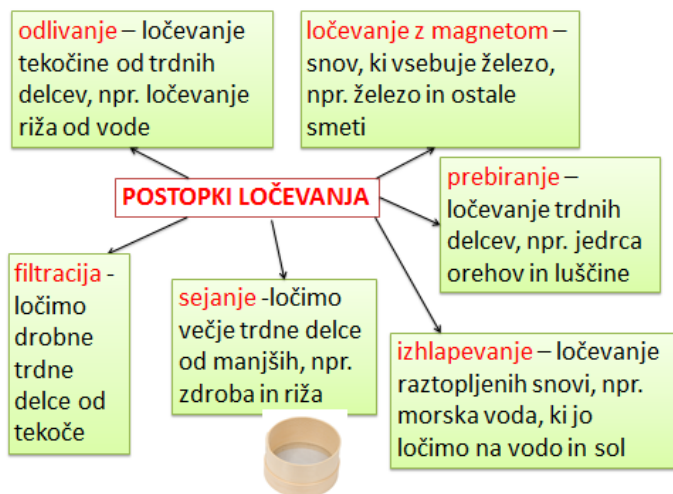 odlivanje – ločevanje
tekočine od trdnih
delcev, npr. ločevanje
riža od vode
ločevanje z magnetom –
snov, ki vsebuje železo,
npr. železo in ostale
smeti
POSTOPKI LOČEVANJA
prebiranje –
ločevanje trdnih
delcev, npr. jedrca
orehov in luščine
filtracija -
ločimo
drobne
trdne
delce od
tekoče
sejanje -ločimo
večje trdne delce
od manjših, npr.
zdroba in riža
izhlapevanje – ločevanje
raztopljenih snovi, npr.
morska voda, ki jo
ločimo na vodo in sol